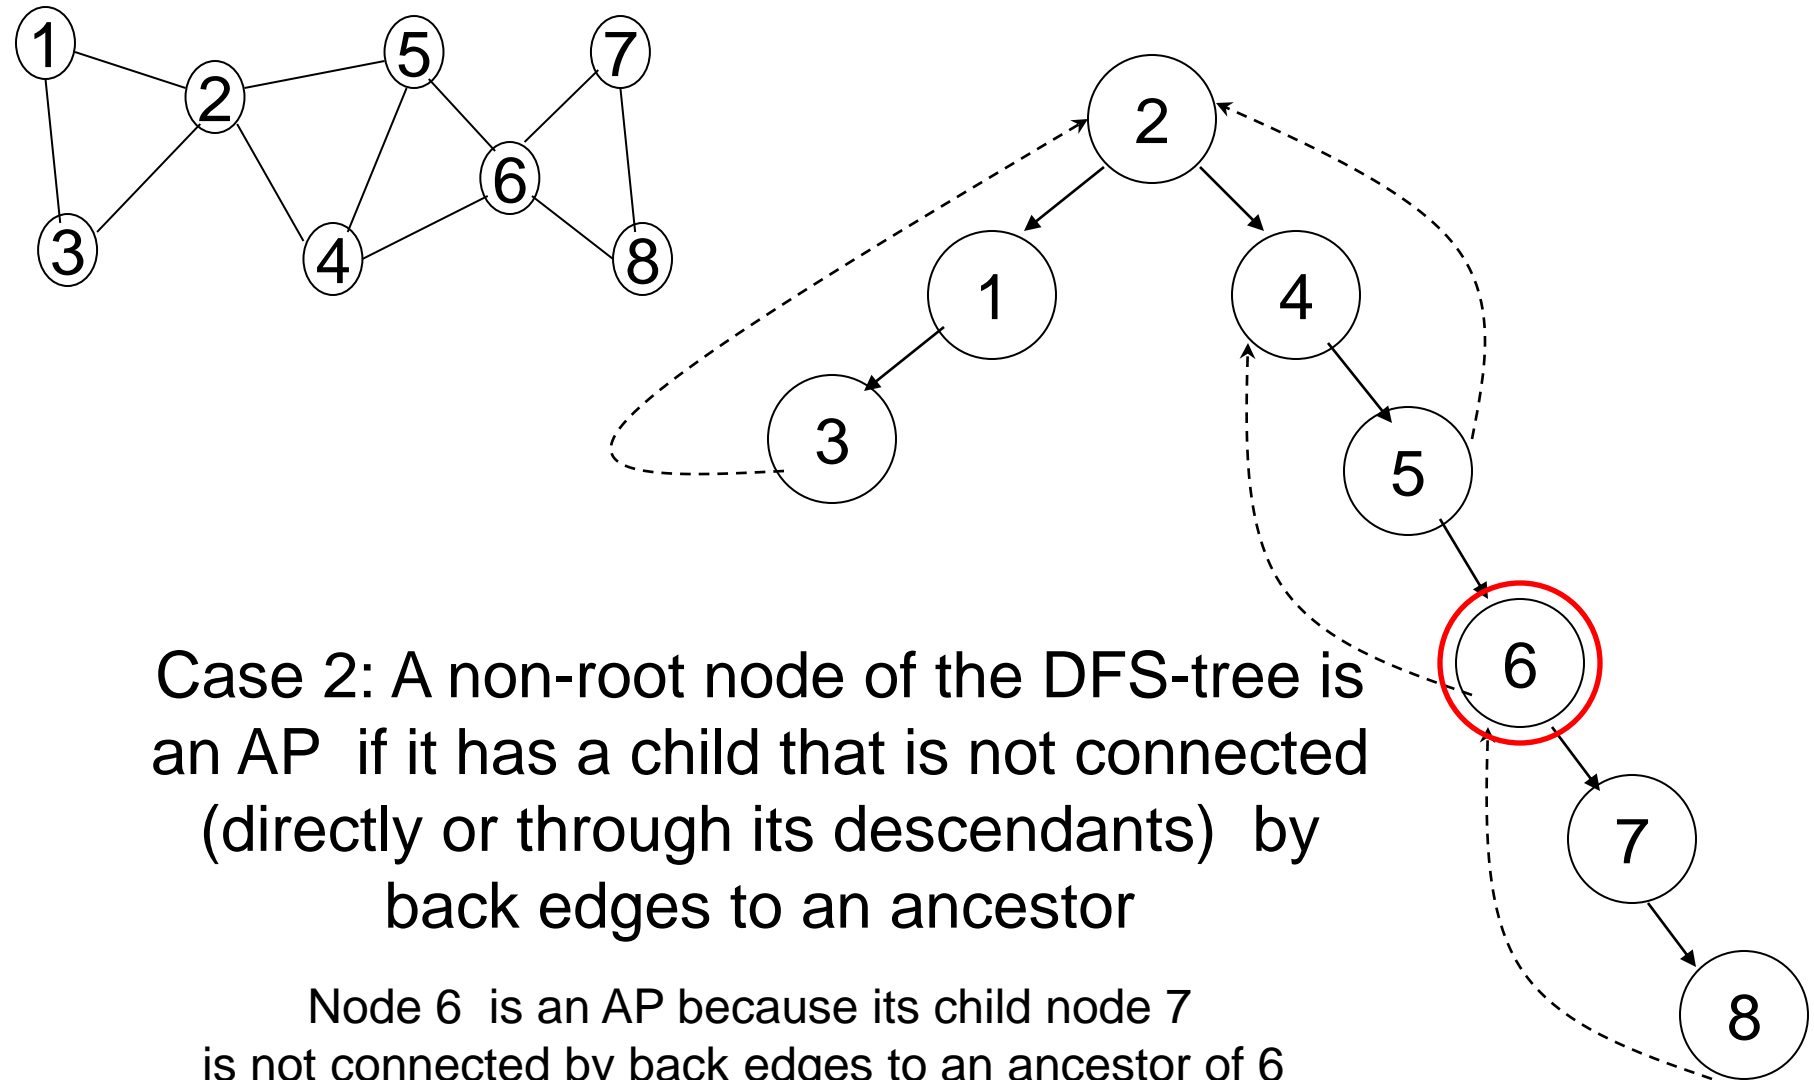 1
5
7
2
6
3
4
8
2
1
4
3
5
6
7
8
Case 2: A non-root node of the DFS-tree is
an AP if it has a child that is not connected
(directly or through its descendants) by
back edges to an ancestor
Node 6 is an AP because its child node 7
is not connected by back edges to an ancestor of 6